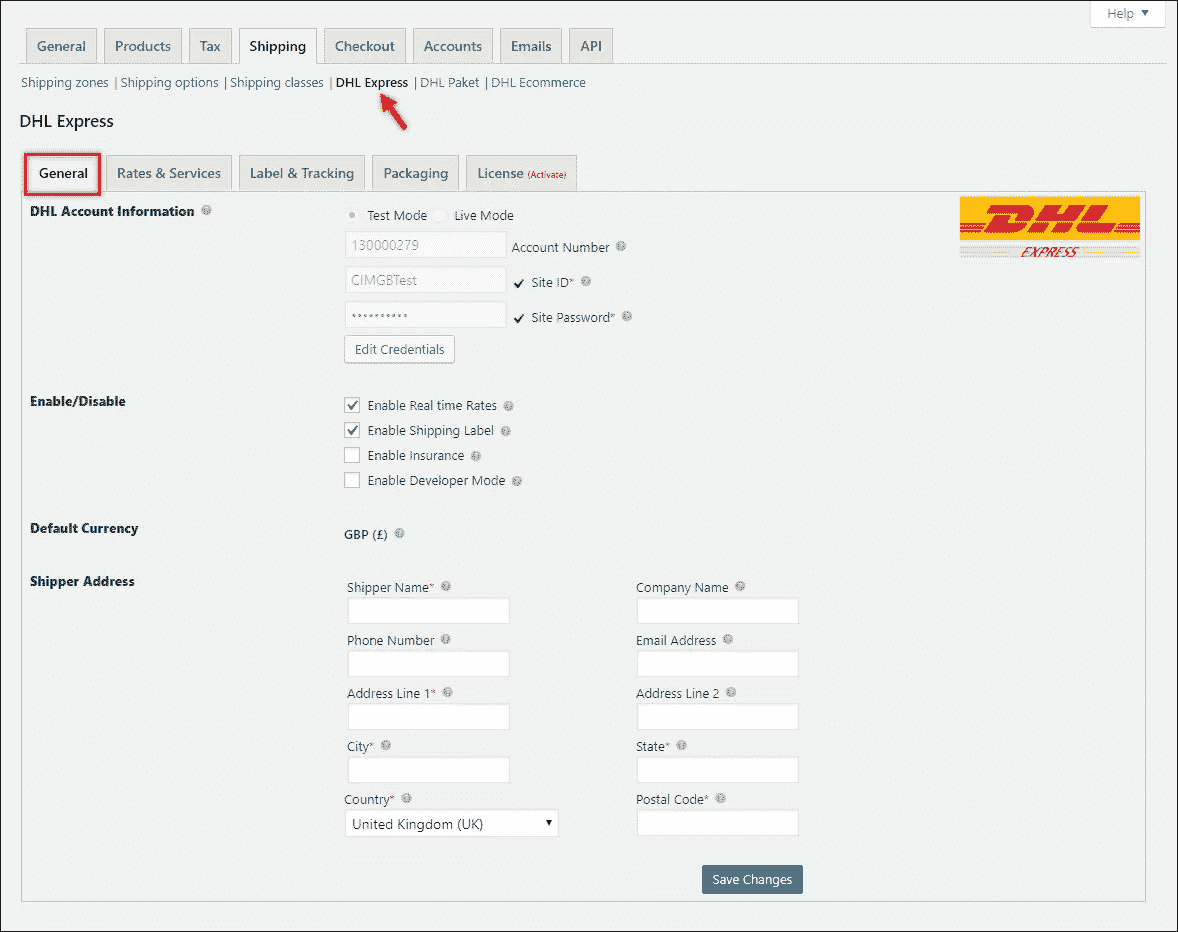 Help ▼
General Products Tax Shipping Checkout Accounts Emails API
Shipping zones | Shipping options | Shipping classes | DHL Express | DHL Paket | DHL Ecommerce
DHL Express
General Rates & Services Label & Tracking Packaging License (Activate)
DHL Account Information
Test Mode Live Mode
DHL
EXPRESS
130000279 Account Number
CIMGBTest ✔ Site ID*
•••••••••• ✔ Site Password*
Edit Credentials
Enable/Disable
Enable Real time Rates
Enable Shipping Label
Enable Insurance
Enable Developer Mode
Default Currency GBP (£)
Shipper Address
Shipper Name* Company Name
Phone Number Email Address
Address Line 1* Address Line 2
City* State*
Country* Postal Code*
United Kingdom (UK)
Save Changes